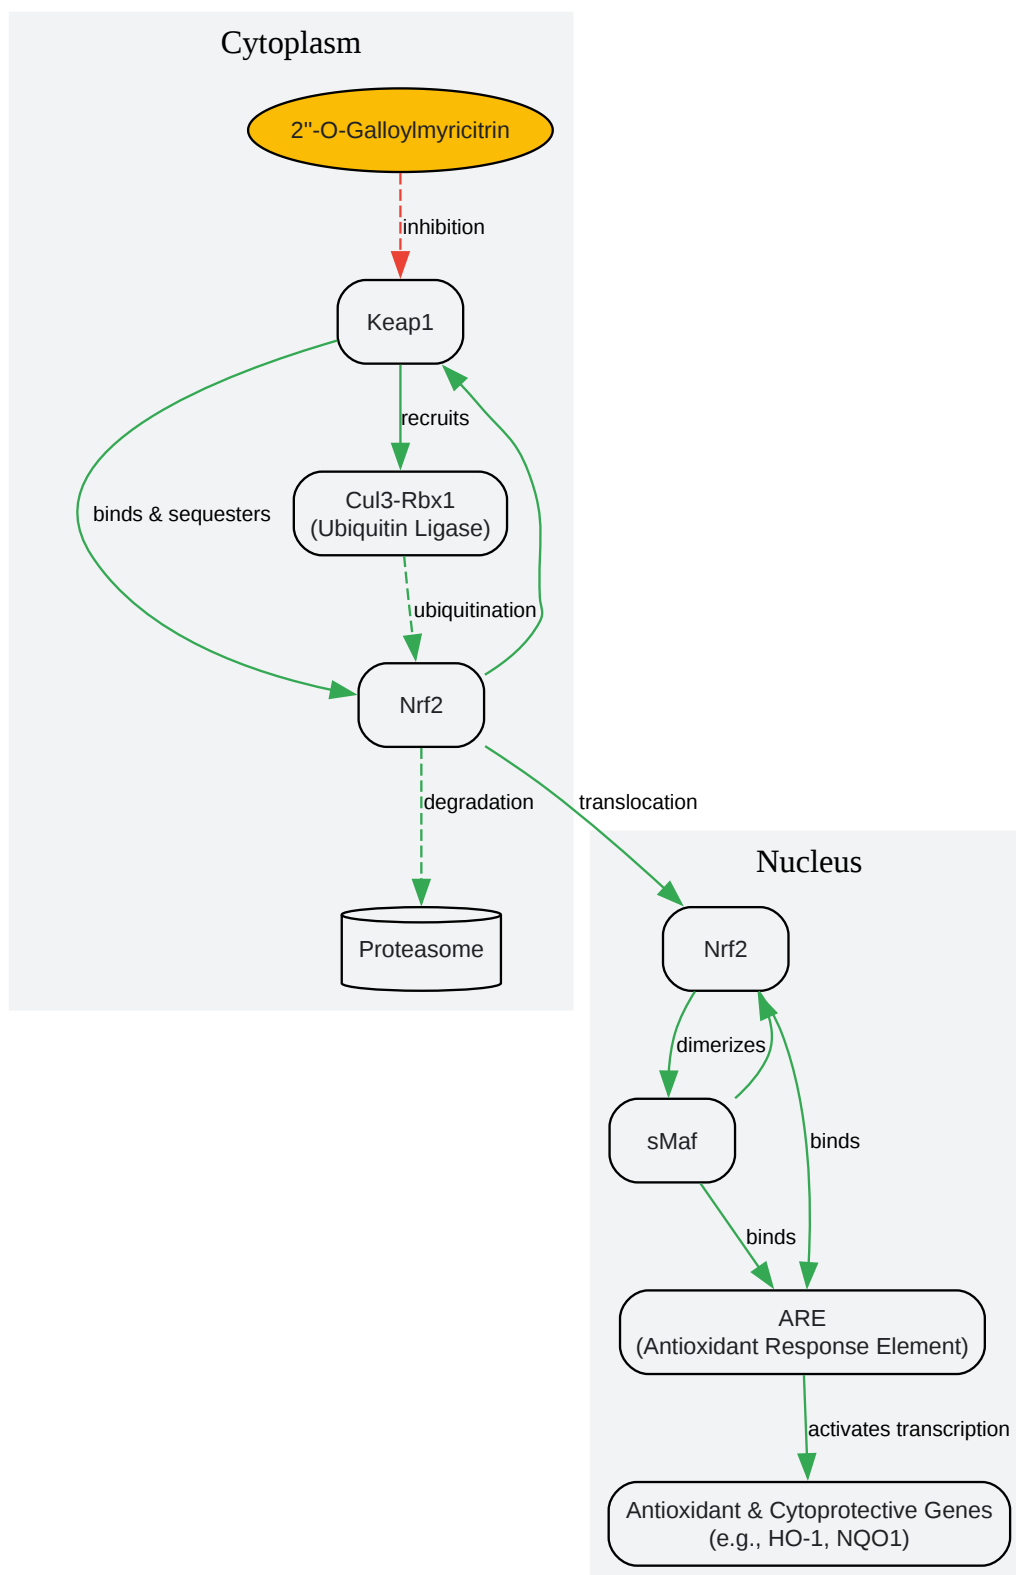 Cytoplasm
2"-O-Galloylmyricitrin
inhibition
Keap1
recruits
Cul3-Rbx1
(Ubiquitin Ligase)
binds & sequesters
ubiquitination
Nrf2
degradation
translocation
Proteasome
Nucleus
Nrf2
dimerizes
sMaf
binds
binds
ARE
(Antioxidant Response Element)
activates transcription
Antioxidant & Cytoprotective Genes
(e.g., HO-1, NQO1)